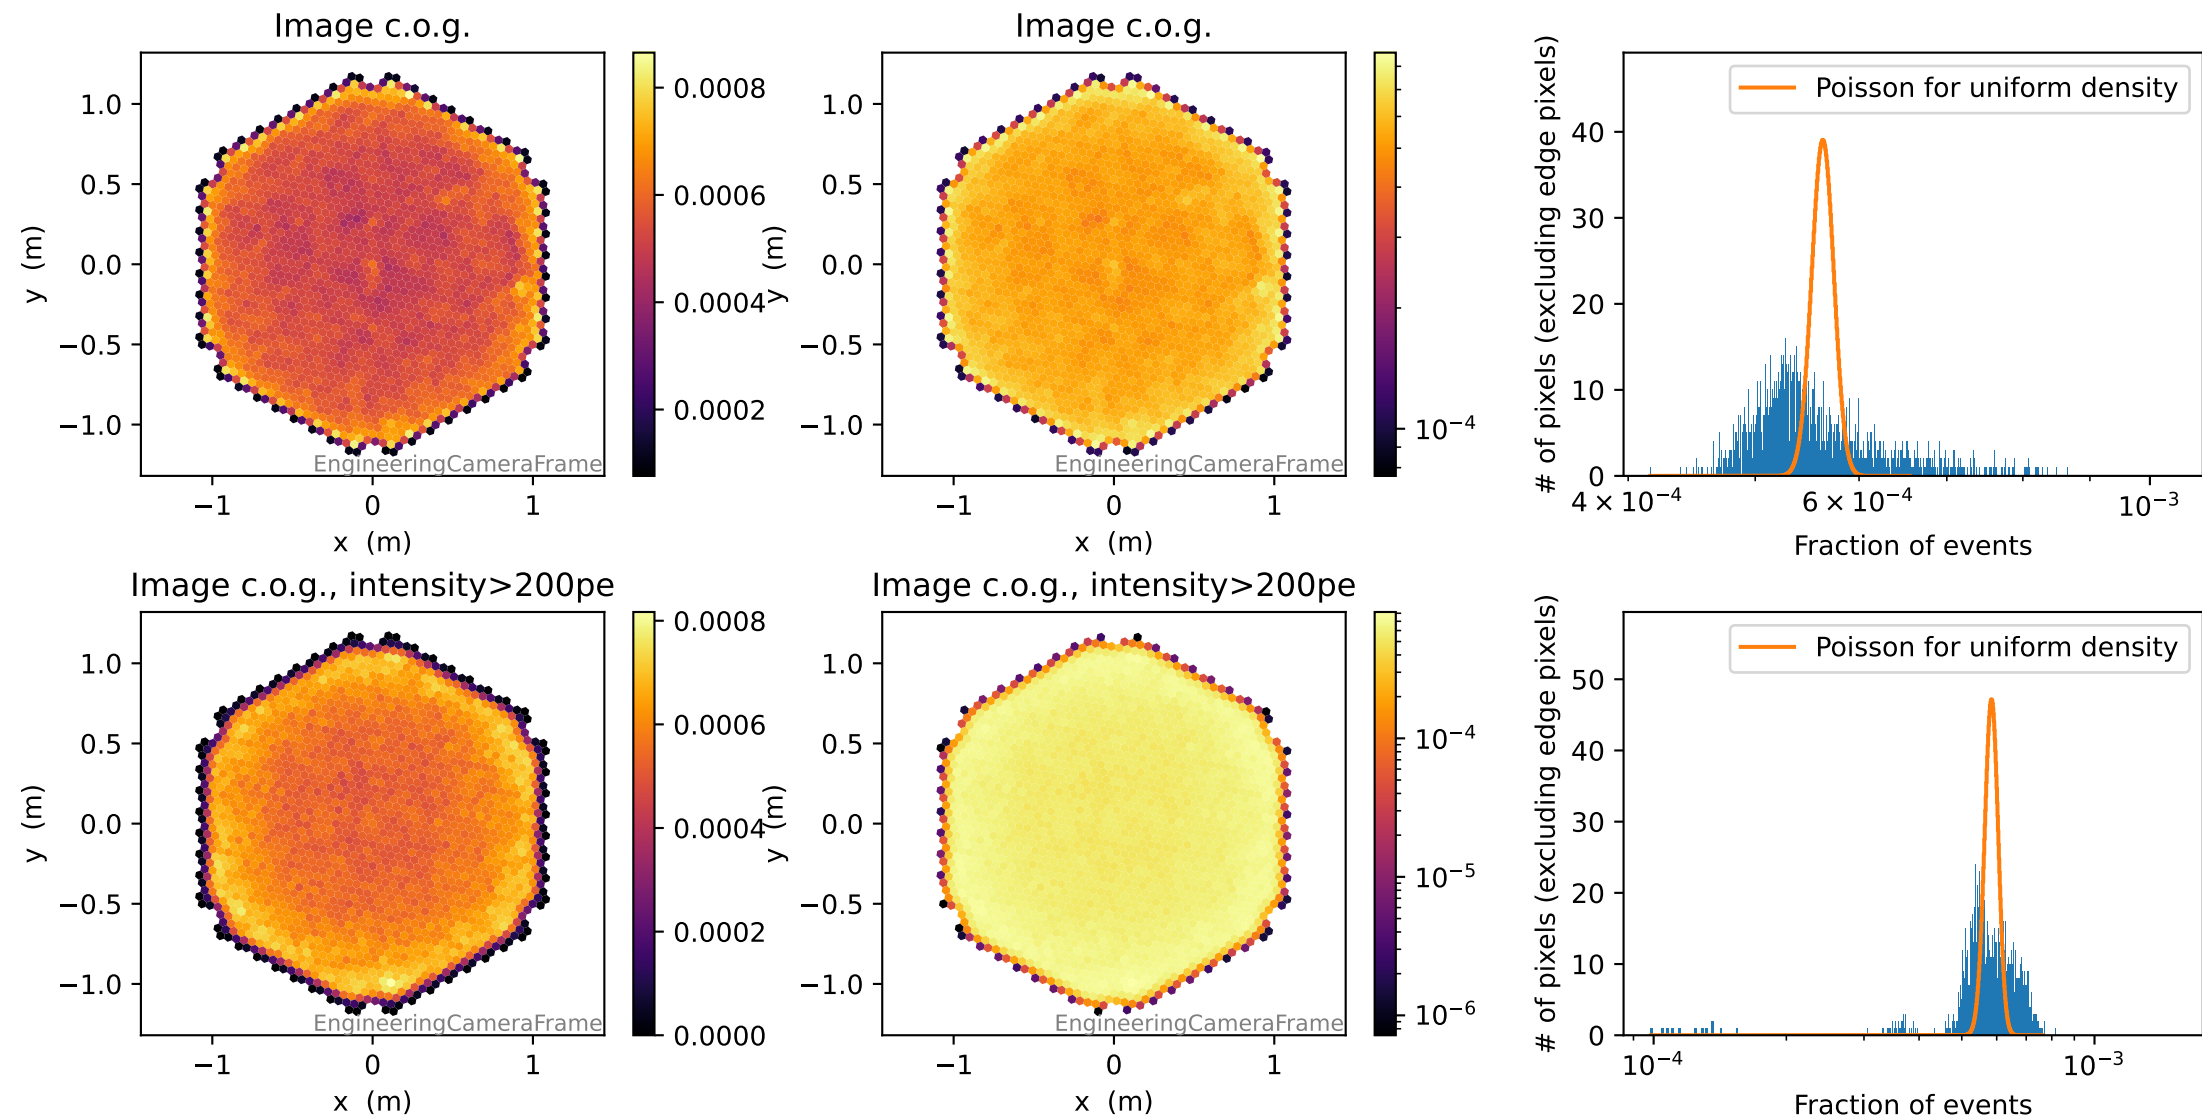 Image c.o.g.
1.0
0.5
0.0
−0.5
−1.0
y (m)
−1 0 1
x (m)
EngineeringCameraFrame
0.0008
0.0006
0.0004
0.0002
Image c.o.g.
1.0
0.5
0.0
−0.5
−1.0
y (m)
−1 0 1
x (m)
EngineeringCameraFrame
10⁻⁴
# of pixels (excluding edge pixels)
40
30
20
10
0
Poisson for uniform density
4 × 10⁻⁴ 6 × 10⁻⁴ 10⁻³
Fraction of events
Image c.o.g., intensity>200pe
1.0
0.5
0.0
−0.5
−1.0
y (m)
−1 0 1
x (m)
EngineeringCameraFrame
0.0008
0.0006
0.0004
0.0002
0.0000
Image c.o.g., intensity>200pe
1.0
0.5
0.0
−0.5
−1.0
y (m)
−1 0 1
x (m)
EngineeringCameraFrame
10⁻⁴
10⁻⁵
10⁻⁶
# of pixels (excluding edge pixels)
50
40
30
20
10
0
Poisson for uniform density
10⁻⁴ 10⁻³
Fraction of events